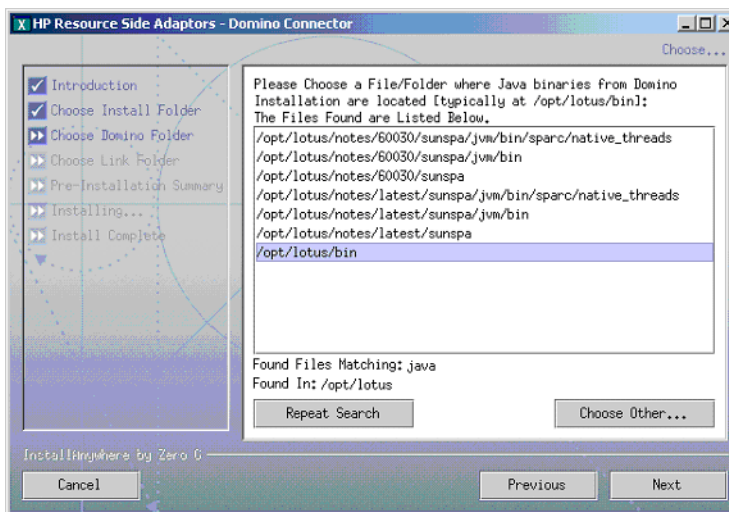 HP Resource Side Adaptors - Domino Connector
Choose...
Introduction
Choose Install Folder
Choose Domino Folder
Choose Link Folder
Pre-Installation Summary
Installing...
Install Complete
Please Choose a File/Folder where Java binaries from Domino
Installation are located [typically at /opt/lotus/bin]:
The Files Found are Listed Below.
/opt/lotus/notes/60030/sunspa/jvm/bin/sparc/native_threads
/opt/lotus/notes/60030/sunspa/jvm/bin
/opt/lotus/notes/60030/sunspa
/opt/lotus/notes/latest/sunspa/jvm/bin/sparc/native_threads
/opt/lotus/notes/latest/sunspa/jvm/bin
/opt/lotus/notes/latest/sunspa
/opt/lotus/bin
Found Files Matching: java
Found In: /opt/lotus
Repeat Search
Choose Other...
InstallAnywhere by Zero G
Cancel
Previous
Next